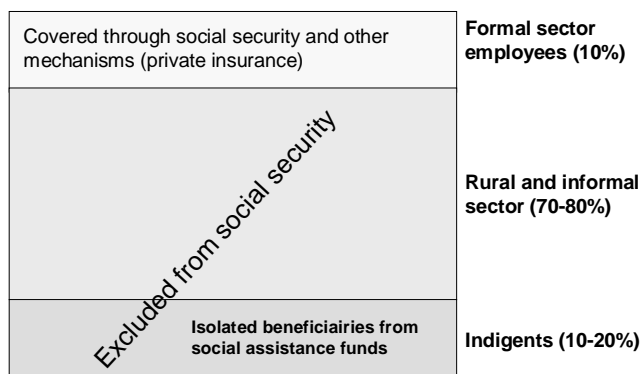 Covered through social security and other
mechanisms (private insurance)
Formal sector
employees (10%)
Excluded from social security
Rural and informal
sector (70-80%)
Isolated beneficiairies from
social assistance funds
Indigents (10-20%)